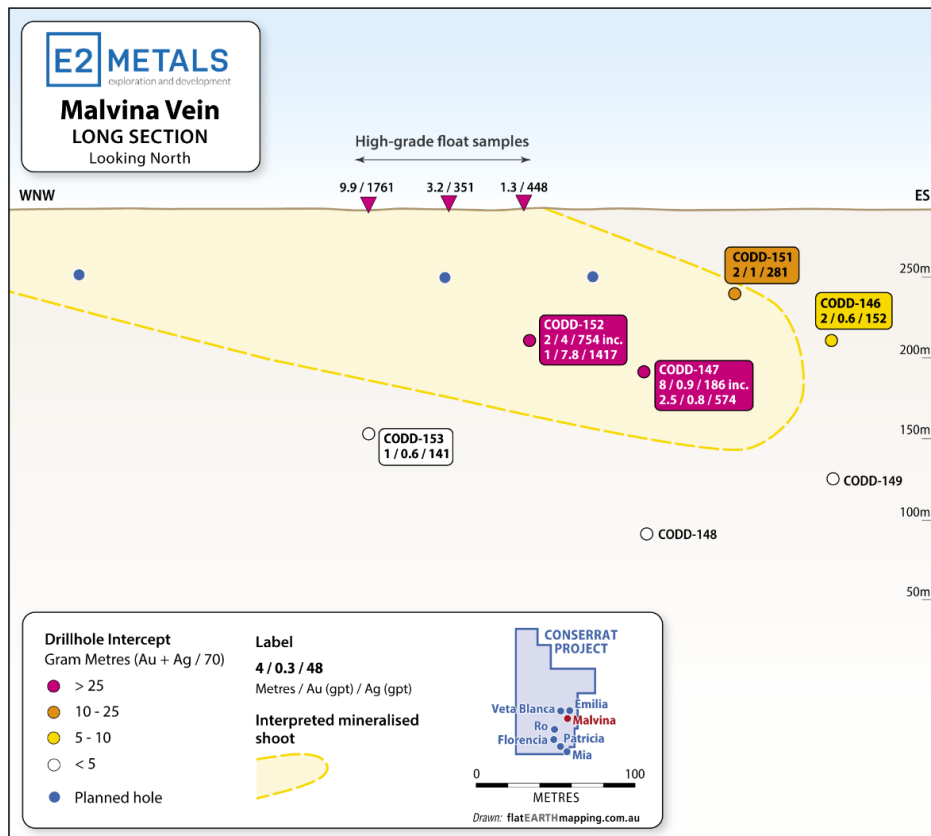 E2 METALS
exploration and development
Malvina Vein
LONG SECTION
Looking North
High-grade float samples
WNW
9.9 / 1761
3.2 / 351
1.3 / 448
ES
CODD-151
2 / 1 / 281
250m
CODD-146
2 / 0.6 / 152
CODD-152
2 / 4 / 754 inc.
1 / 7.8 / 1417
200m
CODD-147
8 / 0.9 / 186 inc.
2.5 / 0.8 / 574
150m
CODD-153
1 / 0.6 / 141
CODD-149
100m
CODD-148
50m
Drillhole Intercept
Gram Metres (Au + Ag / 70)
> 25
10 - 25
5 - 10
< 5
Planned hole
Label
4 / 0.3 / 48
Metres / Au (gpt) / Ag (gpt)
Interpreted mineralised
shoot
CONSERRAT
PROJECT
Veta Blanca
Emilia
Malvina
Ro
Florencia
Patricia
Mia
0
100
METRES
Drawn: flatEARTHmapping.com.au